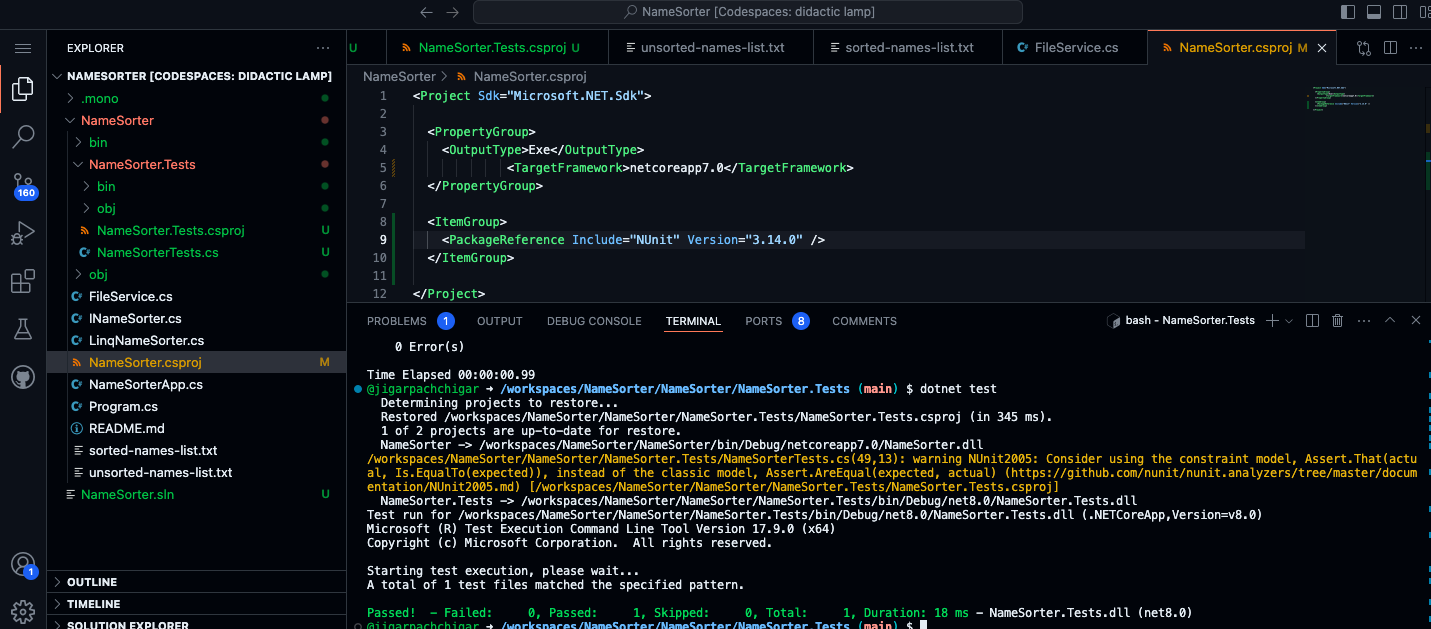 NameSorter [Codespaces: didactic lamp]
EXPLORER
U
NameSorter.Tests.csproj U
unsorted-names-list.txt
sorted-names-list.txt
FileService.cs
NameSorter.csproj M
NAMESORTER [CODESPACES: DIDACTIC LAMP]
.mono
NameSorter
bin
NameSorter.Tests
bin
obj
NameSorter.Tests.csproj U
NameSorterTests.cs U
obj
FileService.cs
INameSorter.cs
LinqNameSorter.cs
NameSorter.csproj M
NameSorterApp.cs
Program.cs
README.md
sorted-names-list.txt
unsorted-names-list.txt
NameSorter.sln U
OUTLINE
TIMELINE
SOLUTION EXPLORER
160
1
NameSorter > NameSorter.csproj
1 <Project Sdk="Microsoft.NET.Sdk">
2
3 <PropertyGroup>
4 <OutputType>Exe</OutputType>
5 <TargetFramework>netcoreapp7.0</TargetFramework>
6 </PropertyGroup>
7
8 <ItemGroup>
9 <PackageReference Include="NUnit" Version="3.14.0" />
10 </ItemGroup>
11
12 </Project>
PROBLEMS 1 OUTPUT DEBUG CONSOLE TERMINAL PORTS 8 COMMENTS
bash - NameSorter.Tests
0 Error(s)
Time Elapsed 00:00:00.99
@jigarpachchigar → /workspaces/NameSorter/NameSorter/NameSorter.Tests (main) $ dotnet test
Determining projects to restore...
Restored /workspaces/NameSorter/NameSorter/NameSorter.Tests/NameSorter.Tests.csproj (in 345 ms).
1 of 2 projects are up-to-date for restore.
NameSorter -> /workspaces/NameSorter/NameSorter/bin/Debug/netcoreapp7.0/NameSorter.dll
/workspaces/NameSorter/NameSorter/NameSorter.Tests/NameSorterTests.cs(49,13): warning NUnit2005: Consider using the constraint model, Assert.That(actu
al, Is.EqualTo(expected)), instead of the classic model, Assert.AreEqual(expected, actual) (https://github.com/nunit/nunit.analyzers/tree/master/docum
entation/NUnit2005.md) [/workspaces/NameSorter/NameSorter/NameSorter.Tests/NameSorter.Tests.csproj]
NameSorter.Tests -> /workspaces/NameSorter/NameSorter/NameSorter.Tests/bin/Debug/net8.0/NameSorter.Tests.dll
Test run for /workspaces/NameSorter/NameSorter/NameSorter.Tests/bin/Debug/net8.0/NameSorter.Tests.dll (.NETCoreApp,Version=v8.0)
Microsoft (R) Test Execution Command Line Tool Version 17.9.0 (x64)
Copyright (c) Microsoft Corporation. All rights reserved.
Starting test execution, please wait...
A total of 1 test files matched the specified pattern.
Passed! - Failed: 0, Passed: 1, Skipped: 0, Total: 1, Duration: 18 ms - NameSorter.Tests.dll (net8.0)
@jigarpachchigar → /workspaces/NameSorter/NameSorter/NameSorter.Tests (main) $